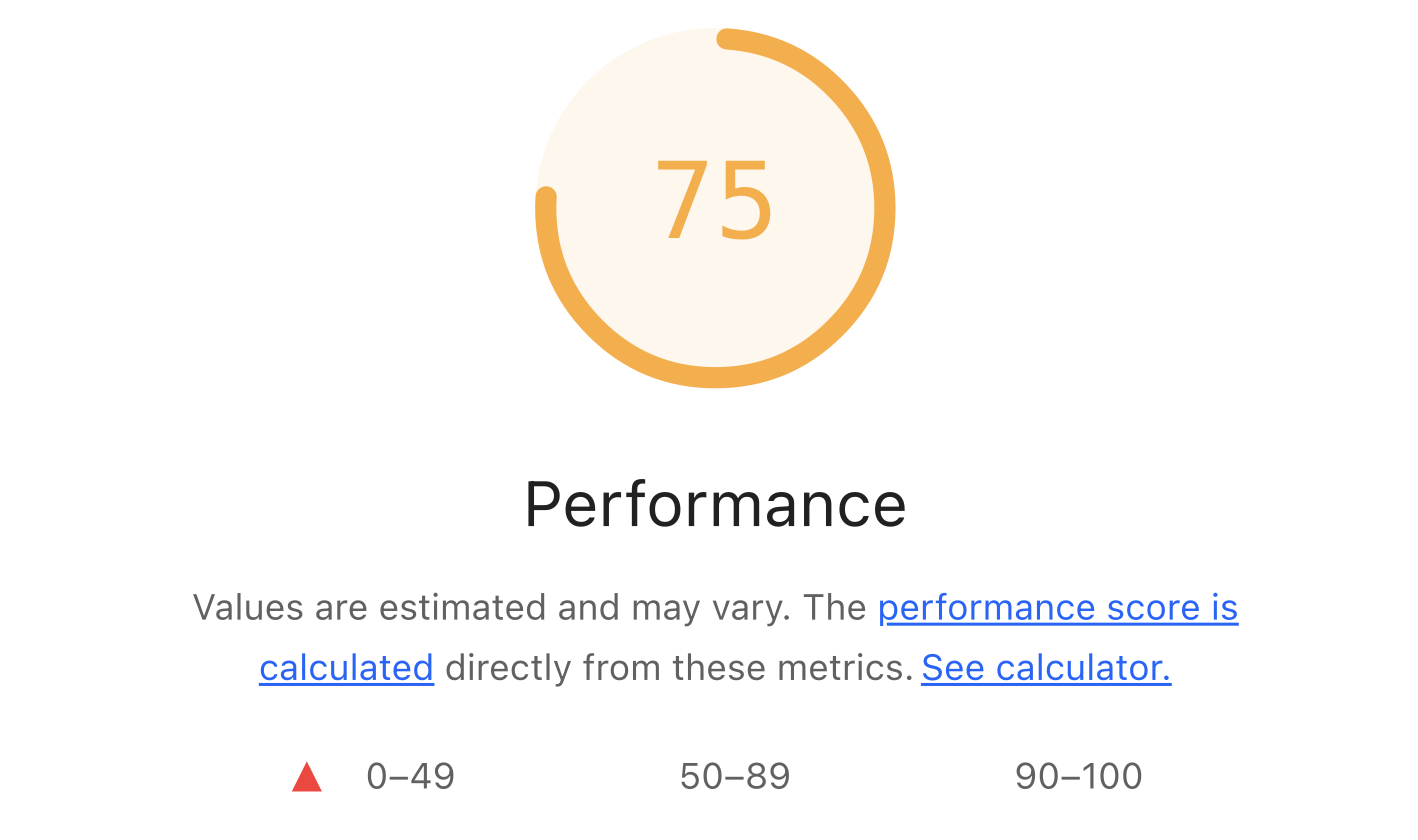 75
Performance
Values are estimated and may vary. The performance score is
calculated directly from these metrics. See calculator.
0–49 50–89 90–100